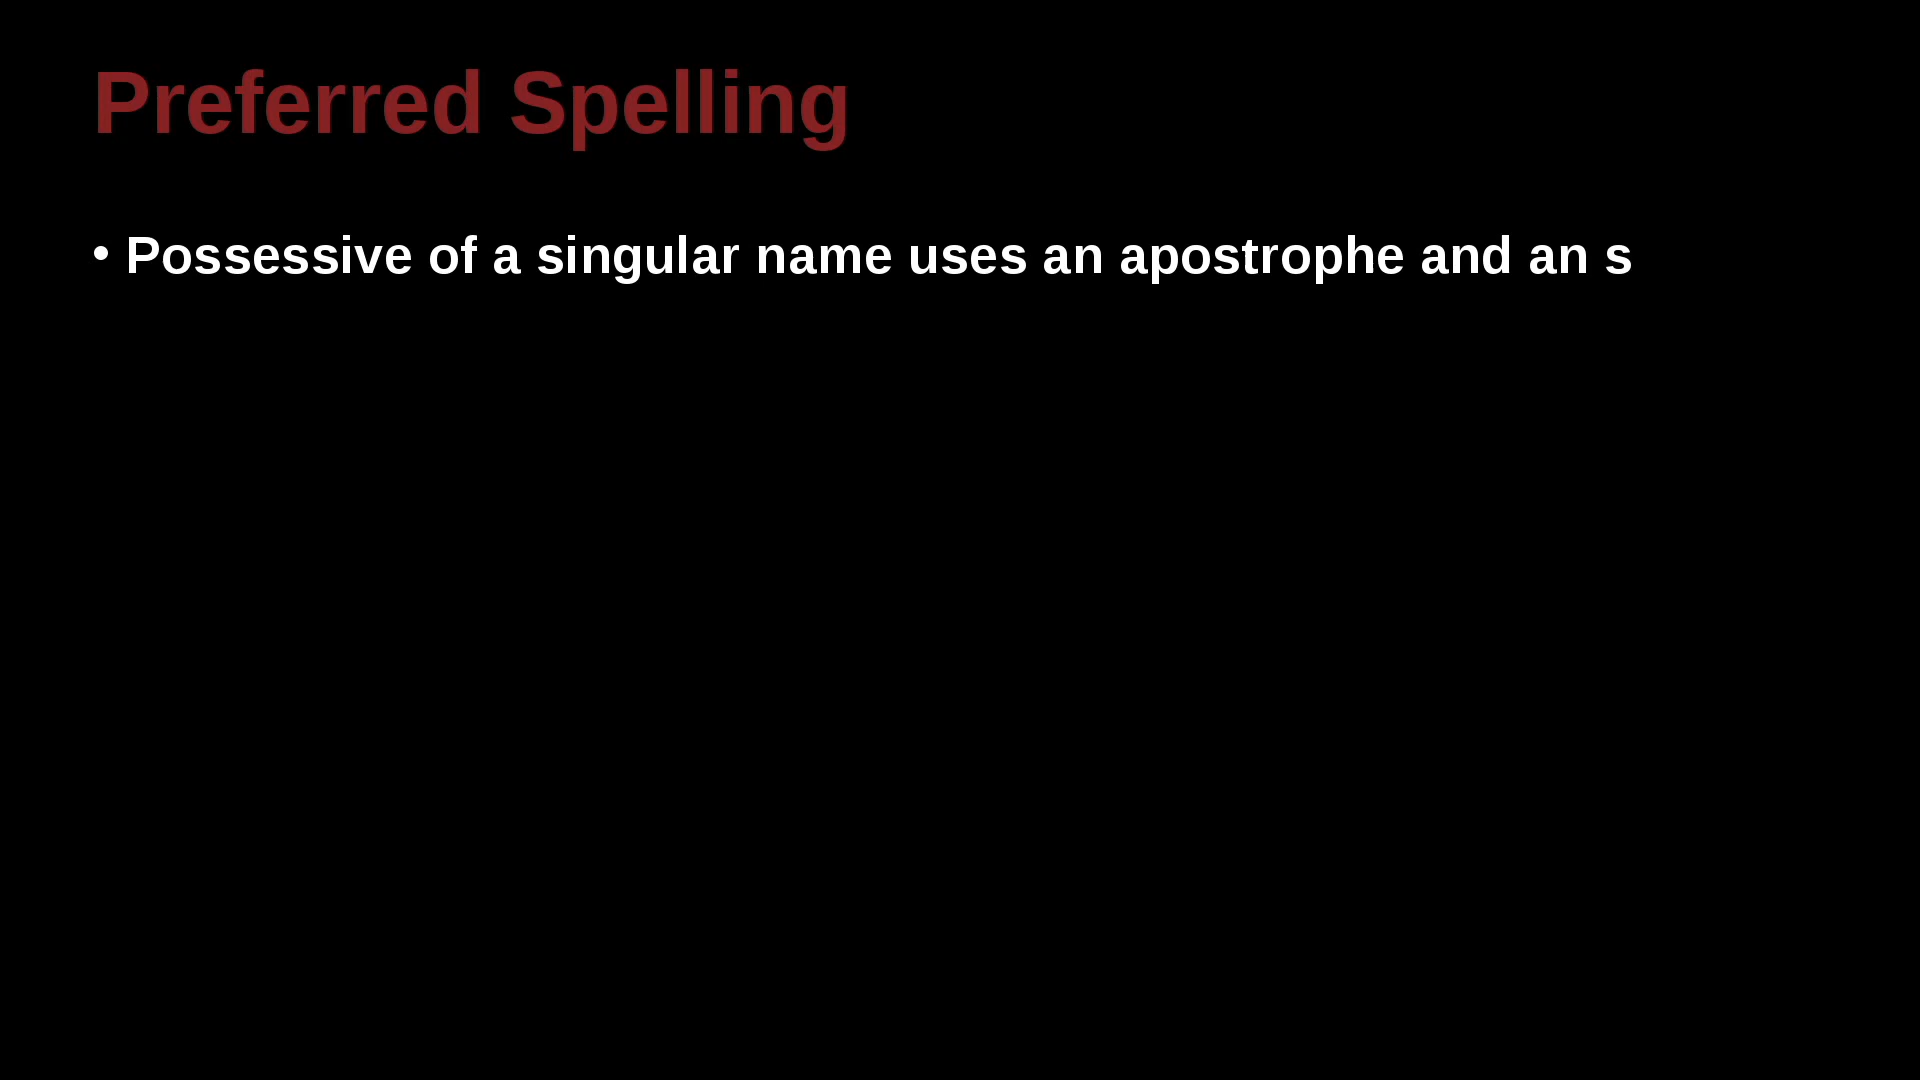 Preferred Spelling
• Possessive of a singular name uses an apostrophe and an s